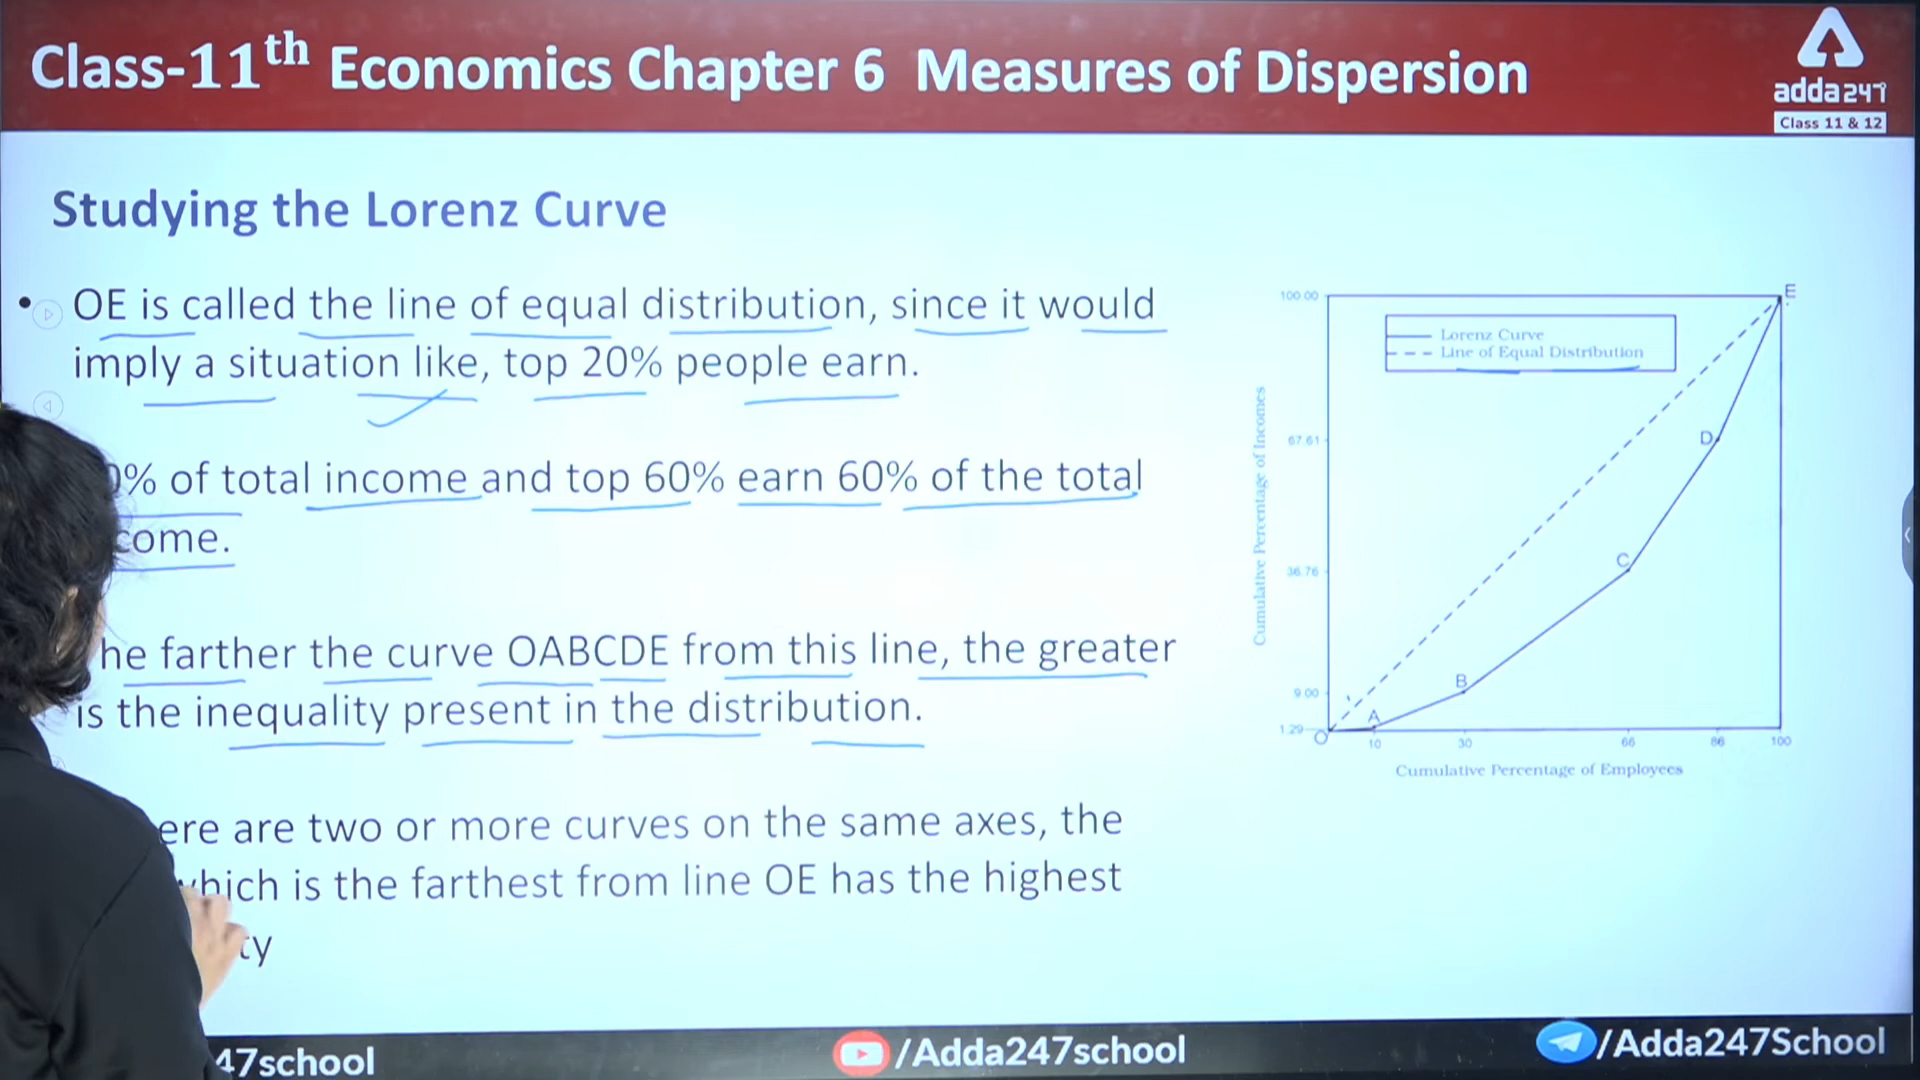 Class-11th Economics Chapter 6 Measures of Dispersion
adda247
Class 11 & 12
Studying the Lorenz Curve
• OE is called the line of equal distribution, since it would
imply a situation like, top 20% people earn.
% of total income and top 60% earn 60% of the total
come.
he farther the curve OABCDE from this line, the greater
is the inequality present in the distribution.
ere are two or more curves on the same axes, the
which is the farthest from line OE has the highest
ty
Lorenz Curve
Line of Equal Distribution
Cumulative Percentage of Incomes
100.00
67.61
36.76
9.00
1.29
E
D
C
B
A
O
10
30
66
86
100
Cumulative Percentage of Employees
47school
/Adda247school
/Adda247School